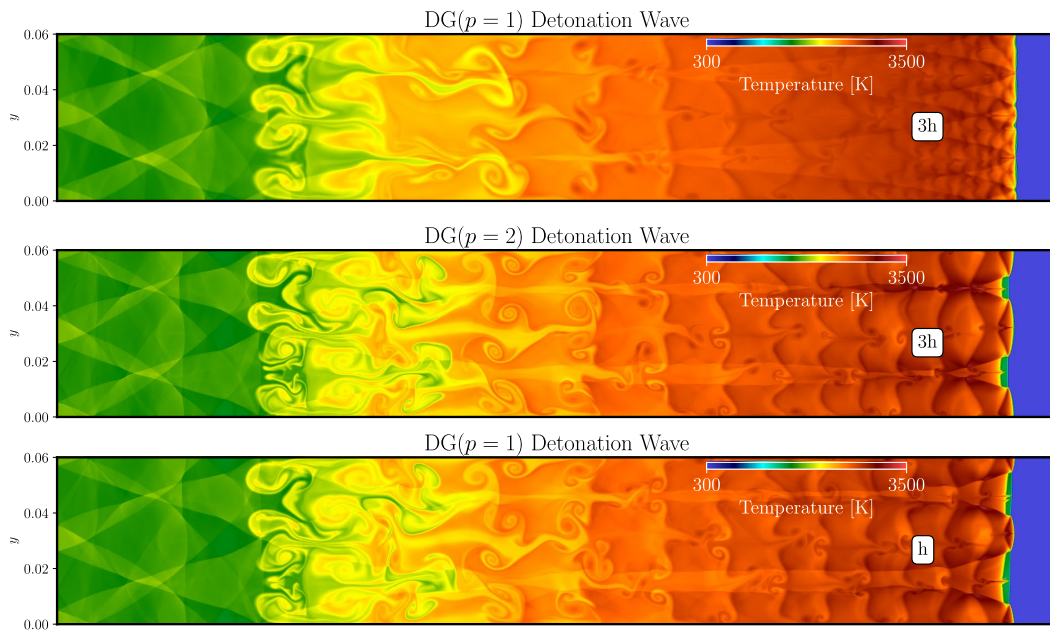 DG(p = 1) Detonation Wave
0.06
0.04
0.02
0.00
y
300 3500
Temperature [K]
3h
DG(p = 2) Detonation Wave
0.06
0.04
0.02
0.00
y
300 3500
Temperature [K]
3h
DG(p = 1) Detonation Wave
0.06
0.04
0.02
0.00
y
300 3500
Temperature [K]
h